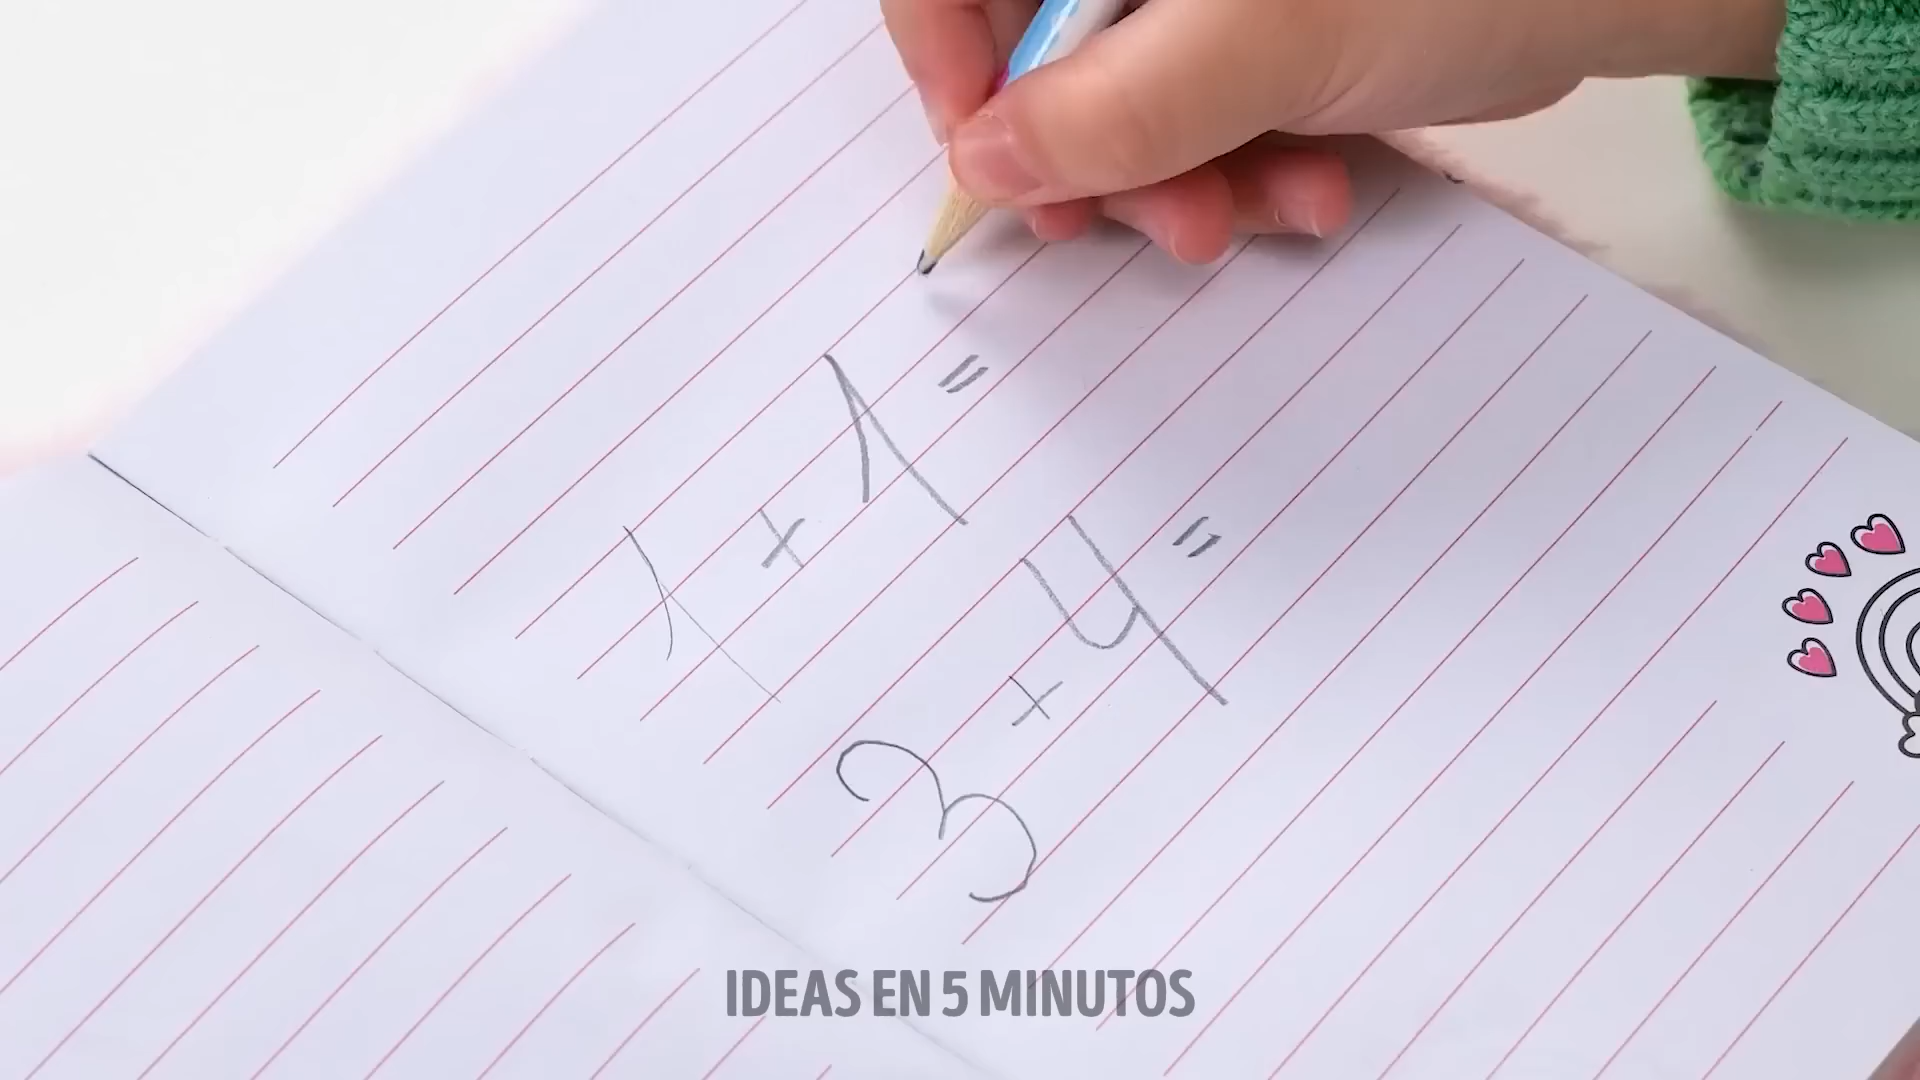 1 + 1 =
3 + 4 =
IDEAS EN 5 MINUTOS